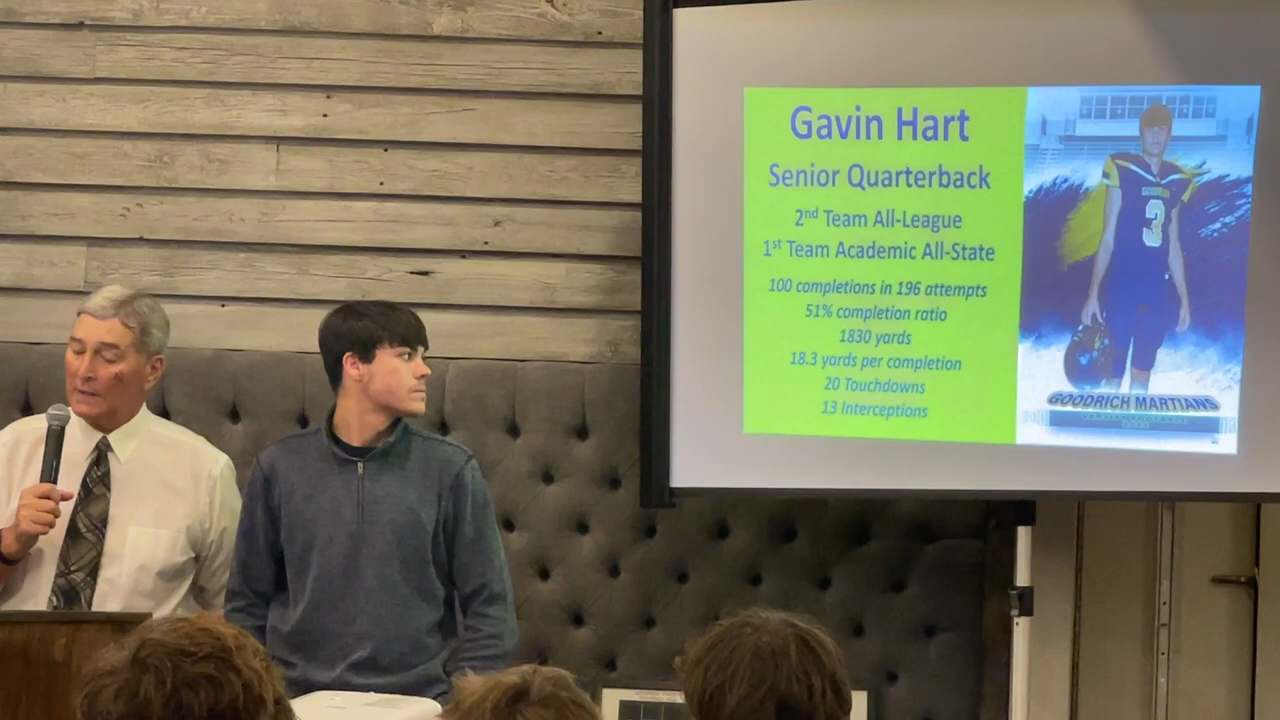 Gavin Hart
Senior Quarterback
2nd Team All-League
1st Team Academic All-State
100 completions in 196 attempts
51% completion ratio
1830 yards
18.3 yards per completion
20 Touchdowns
13 Interceptions
3
GOODRICH MARTIANS